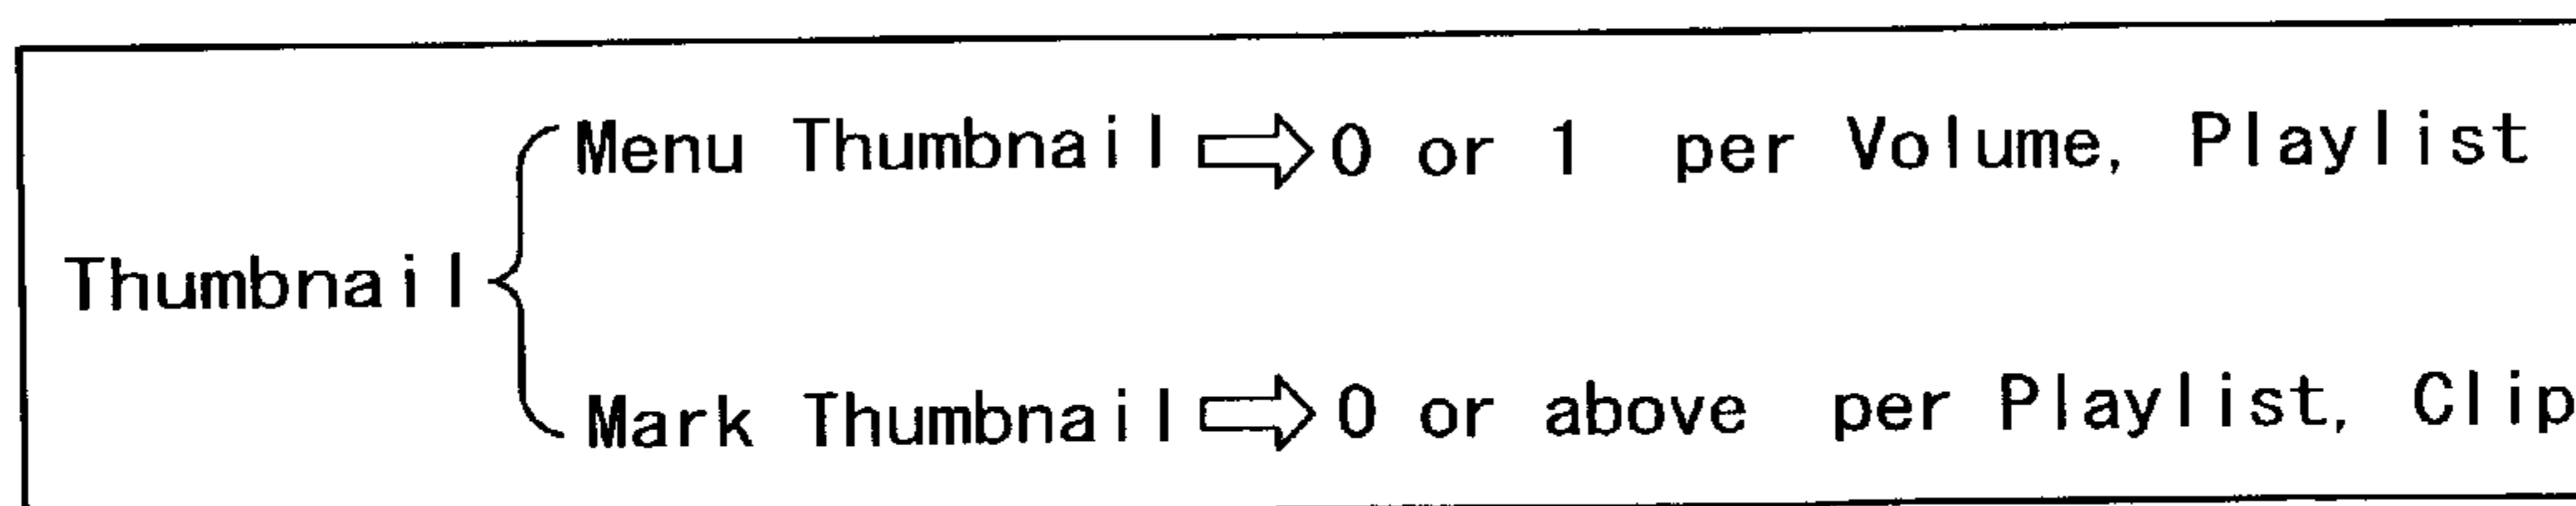 Menu Thumbnail ⇨ 0 or 1 per Volume, Playlist
Thumbnail
Mark Thumbnail ⇨ 0 or above per Playlist, Clip